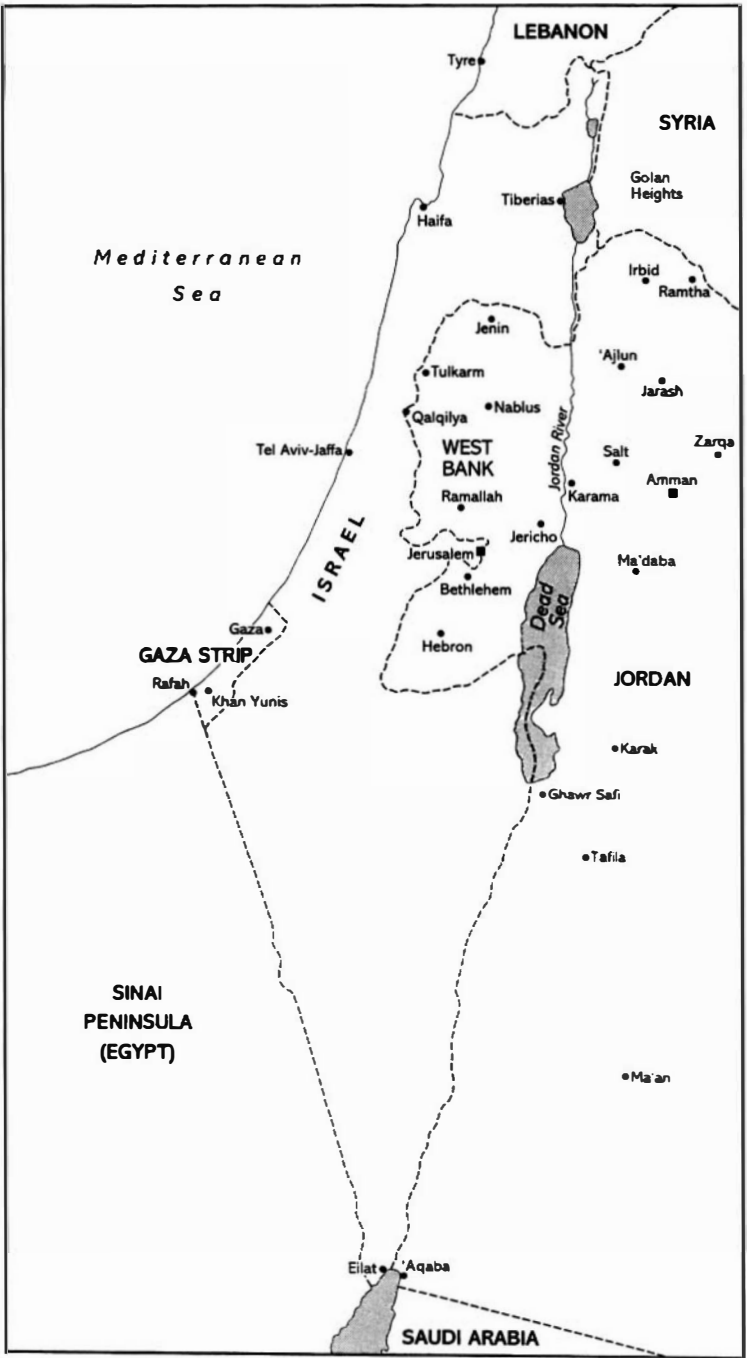 LEBANON
Tyre
SYRIA
Golan
Heights
Tiberias
Haifa
Mediterranean
Sea
Irbid
Ramtha
Jenin
'Ajlun
Tulkarm
Jarash
Nablus
Qalqilya
Jordan River
Zarqa
Tel Aviv-Jaffa
WEST
BANK
Salt
Amman
Karama
Ramallah
Jericho
ISRAEL
Jerusalem
Ma'daba
Bethlehem
Dead
Sea
Gaza
Hebron
GAZA STRIP
JORDAN
Rafah
Khan Yunis
Karak
Ghawr Safi
Tafila
SINAI
PENINSULA
(EGYPT)
Ma'an
Eilat
'Aqaba
SAUDI ARABIA